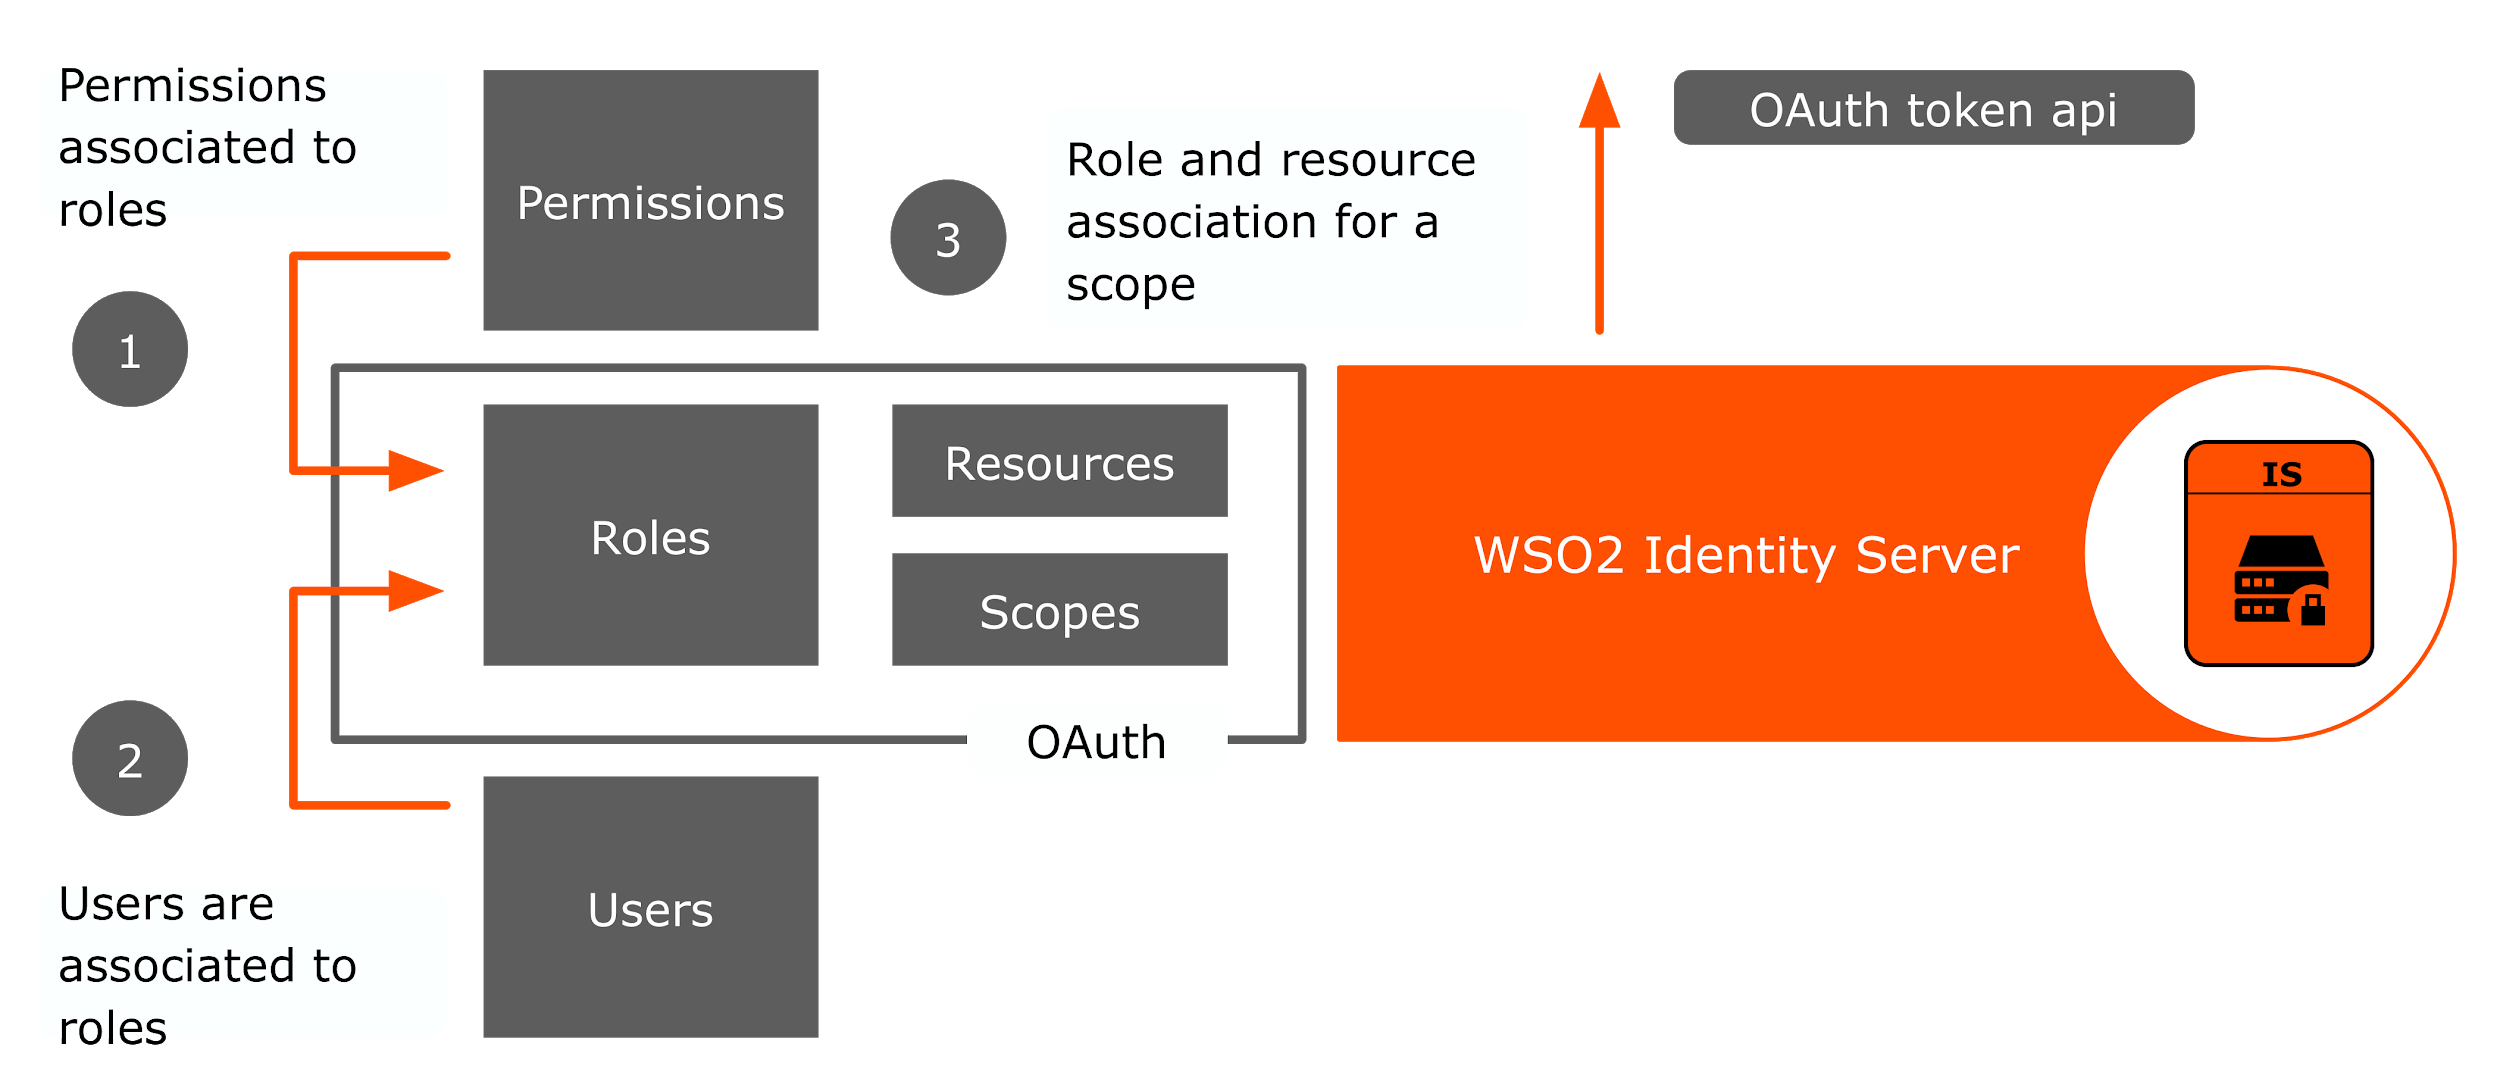 Permissions
associated to
roles
1
Permissions
3
Role and resource
association for a
scope
OAuth token api
Roles
Resources
Scopes
OAuth
WSO2 Identity Server
IS
2
Users are
associated to
roles
Users